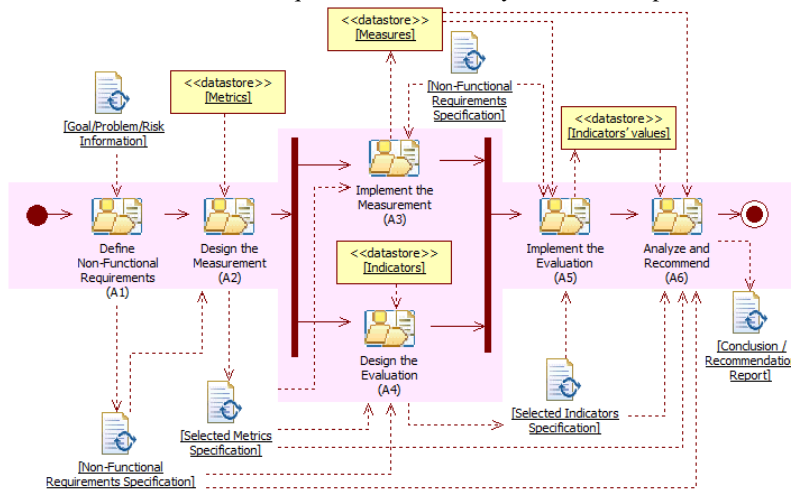 <<datastore>>
[Measures]
<<datastore>>
[Metrics]
[Goal/Problem/Risk
Information]
[Non-Functional
Requirements
Specification]
<<datastore>>
[Indicators' values]
Define
Non-Functional
Requirements
(A1)
Design the
Measurement
(A2)
Implement the
Measurement
(A3)
<<datastore>>
[Indicators]
Design the
Evaluation
(A4)
Implement the
Evaluation
(A5)
Analyze and
Recommend
(A6)
[Conclusion /
Recommendation
Report]
[Selected Metrics
Specification]
[Selected Indicators
Specification]
[Non-Functional
Requirements Specification]